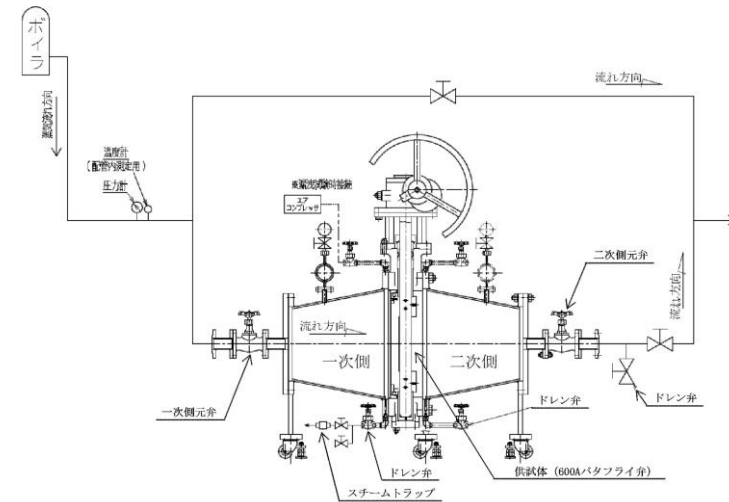 ボイラ
流れ方向
蒸気流れ方向
温度計
(配管内測定用)
圧力計
エア
コンプレッサ
二次側元弁
流れ方向
流れ方向
一次側
二次側
一次側元弁
ドレン弁
ドレン弁
ドレン弁
供試体(600Aバタフライ弁)
スチームトラップ